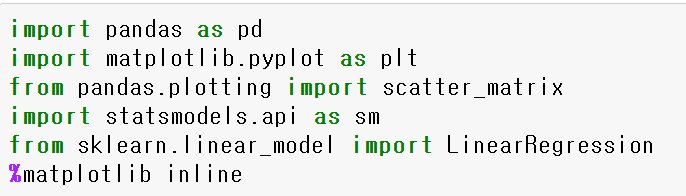 import pandas as pd
import matplotlib.pyplot as plt
from pandas.plotting import scatter_matrix
import statsmodels.api as sm
from sklearn.linear_model import LinearRegression
%matplotlib inline